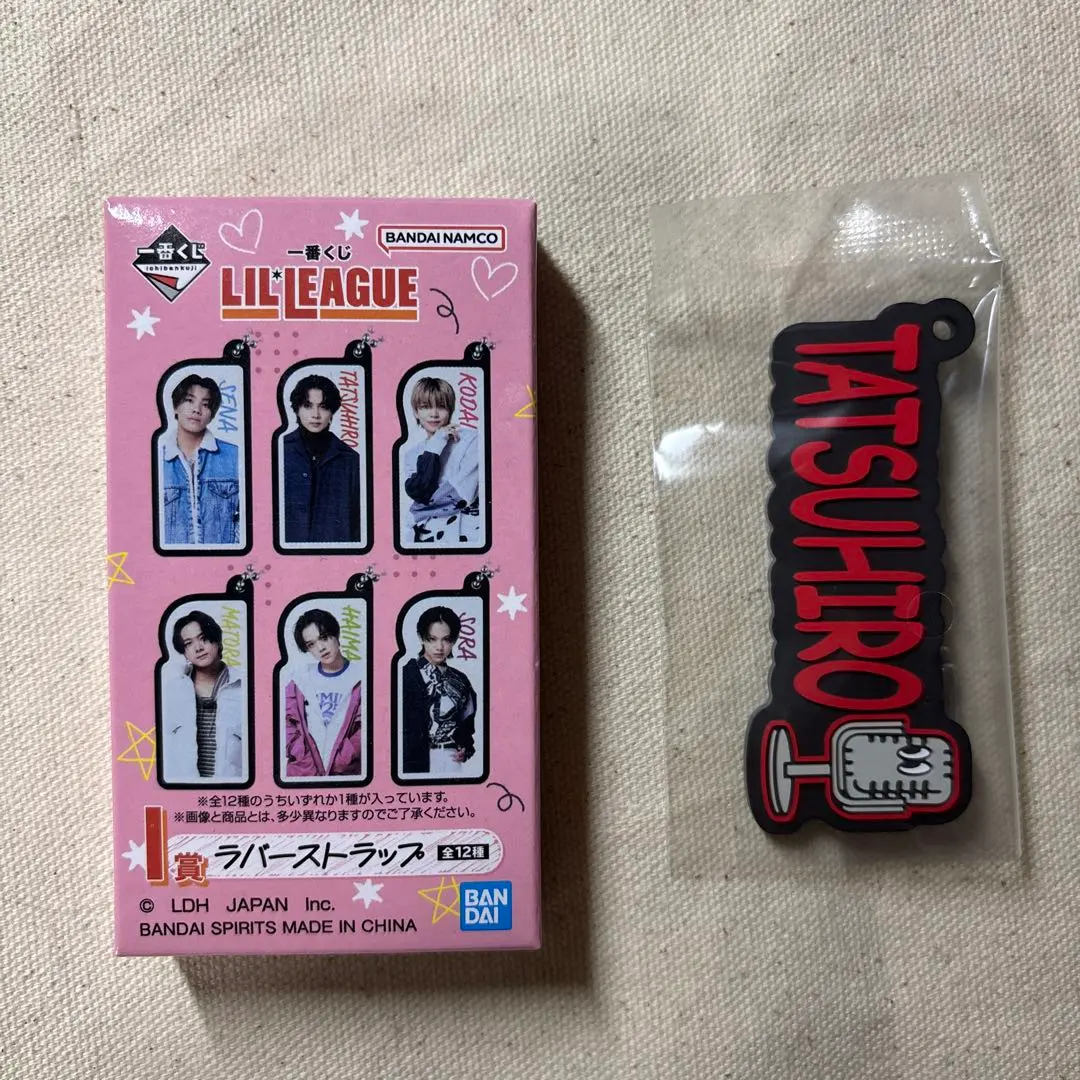 一番くじ
ichibankuji
一番くじ
BANDAI NAMCO
LIL LEAGUE
SENA
TATSUHIRO
KODAI
MATORA
HAIMA
SORA
※全12種のうちいずれか1種が入っています。
※画像と商品とは、多少異なりますのでご了承ください。
I賞 ラバーストラップ 全12種
© LDH JAPAN Inc.
BANDAI SPIRITS MADE IN CHINA
BAN
DAI
TATSUHIRO